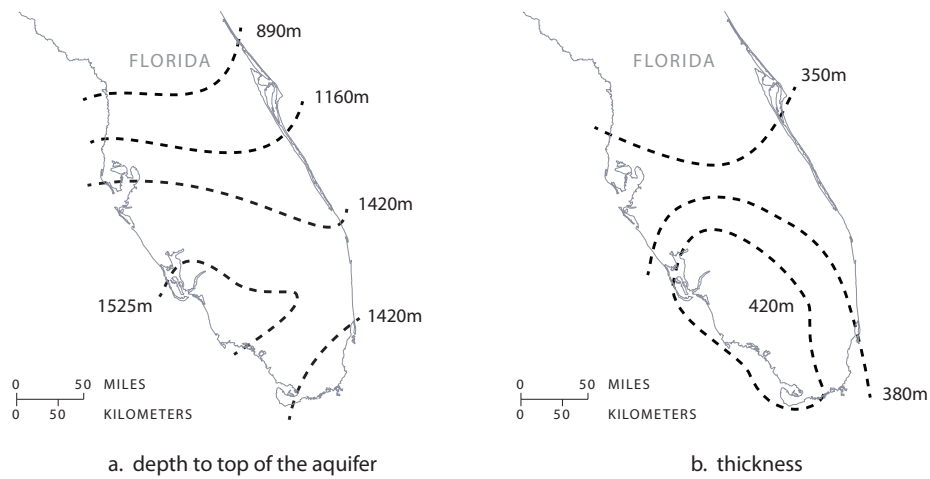 890m
FLORIDA
1160m
1420m
1525m
1420m
0 50 MILES
0 50 KILOMETERS
a. depth to top of the aquifer
FLORIDA
350m
420m
380m
0 50 MILES
0 50 KILOMETERS
b. thickness